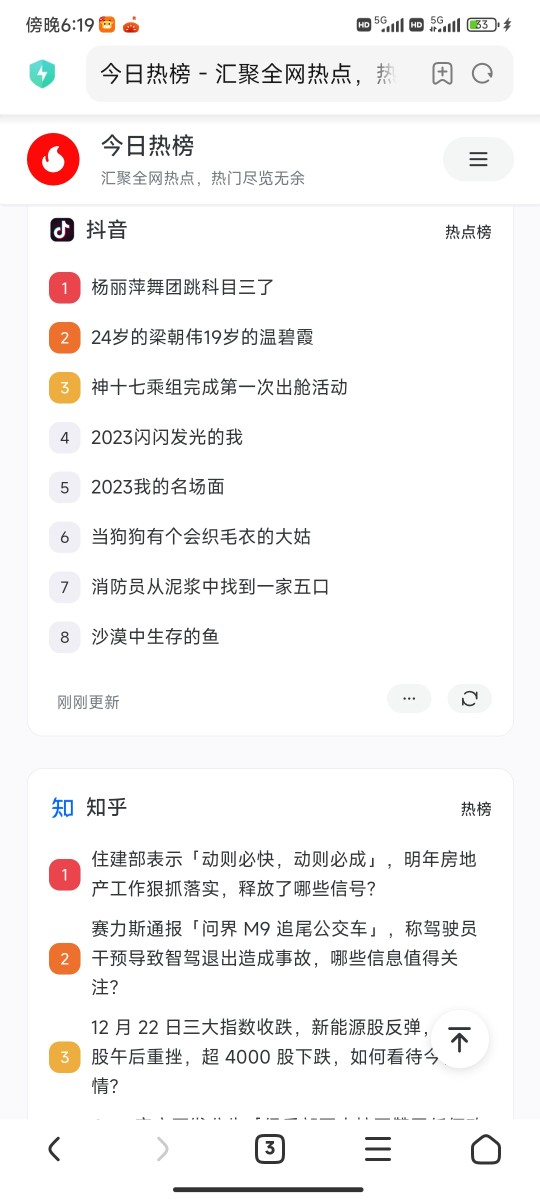 傍晚6:19
HD 5G HD 5G 33
今日热榜 - 汇聚全网热点，热
今日热榜
汇聚全网热点，热门尽览无余
抖音 热点榜
1 杨丽萍舞团跳科目三了
2 24岁的梁朝伟19岁的温碧霞
3 神十七乘组完成第一次出舱活动
4 2023闪闪发光的我
5 2023我的名场面
6 当狗狗有个会织毛衣的大姑
7 消防员从泥浆中找到一家五口
8 沙漠中生存的鱼
刚刚更新
知 知乎 热榜
1 住建部表示「动则必快，动则必成」，明年房地
产工作狠抓落实，释放了哪些信号？
2 赛力斯通报「问界 M9 追尾公交车」，称驾驶员
干预导致智驾退出造成事故，哪些信息值得关
注？
3 12 月 22 日三大指数收跌，新能源股反弹，
股午后重挫，超 4000 股下跌，如何看待今
情？
3